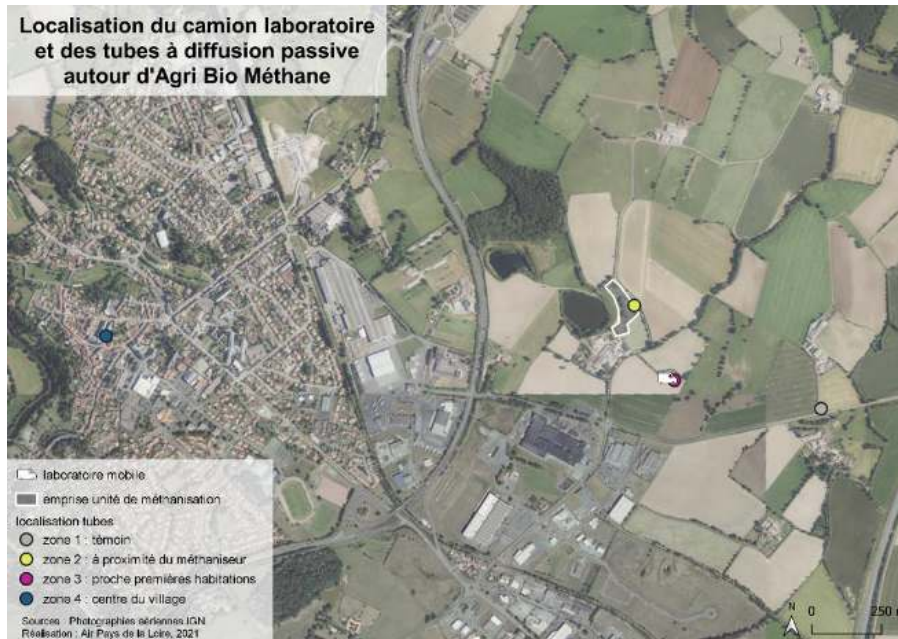 Localisation du camion laboratoire
et des tubes à diffusion passive
autour d'Agri Bio Méthane
laboratoire mobile
emprise unité de méthanisation
localisation tubes
zone 1 : témoin
zone 2 : à proximité du méthaniseur
zone 3 : proche premières habitations
zone 4 : centre du village
Sources : Photographies aériennes IGN
Réalisation : Air Pays de la Loire, 2021
N
0 250 m